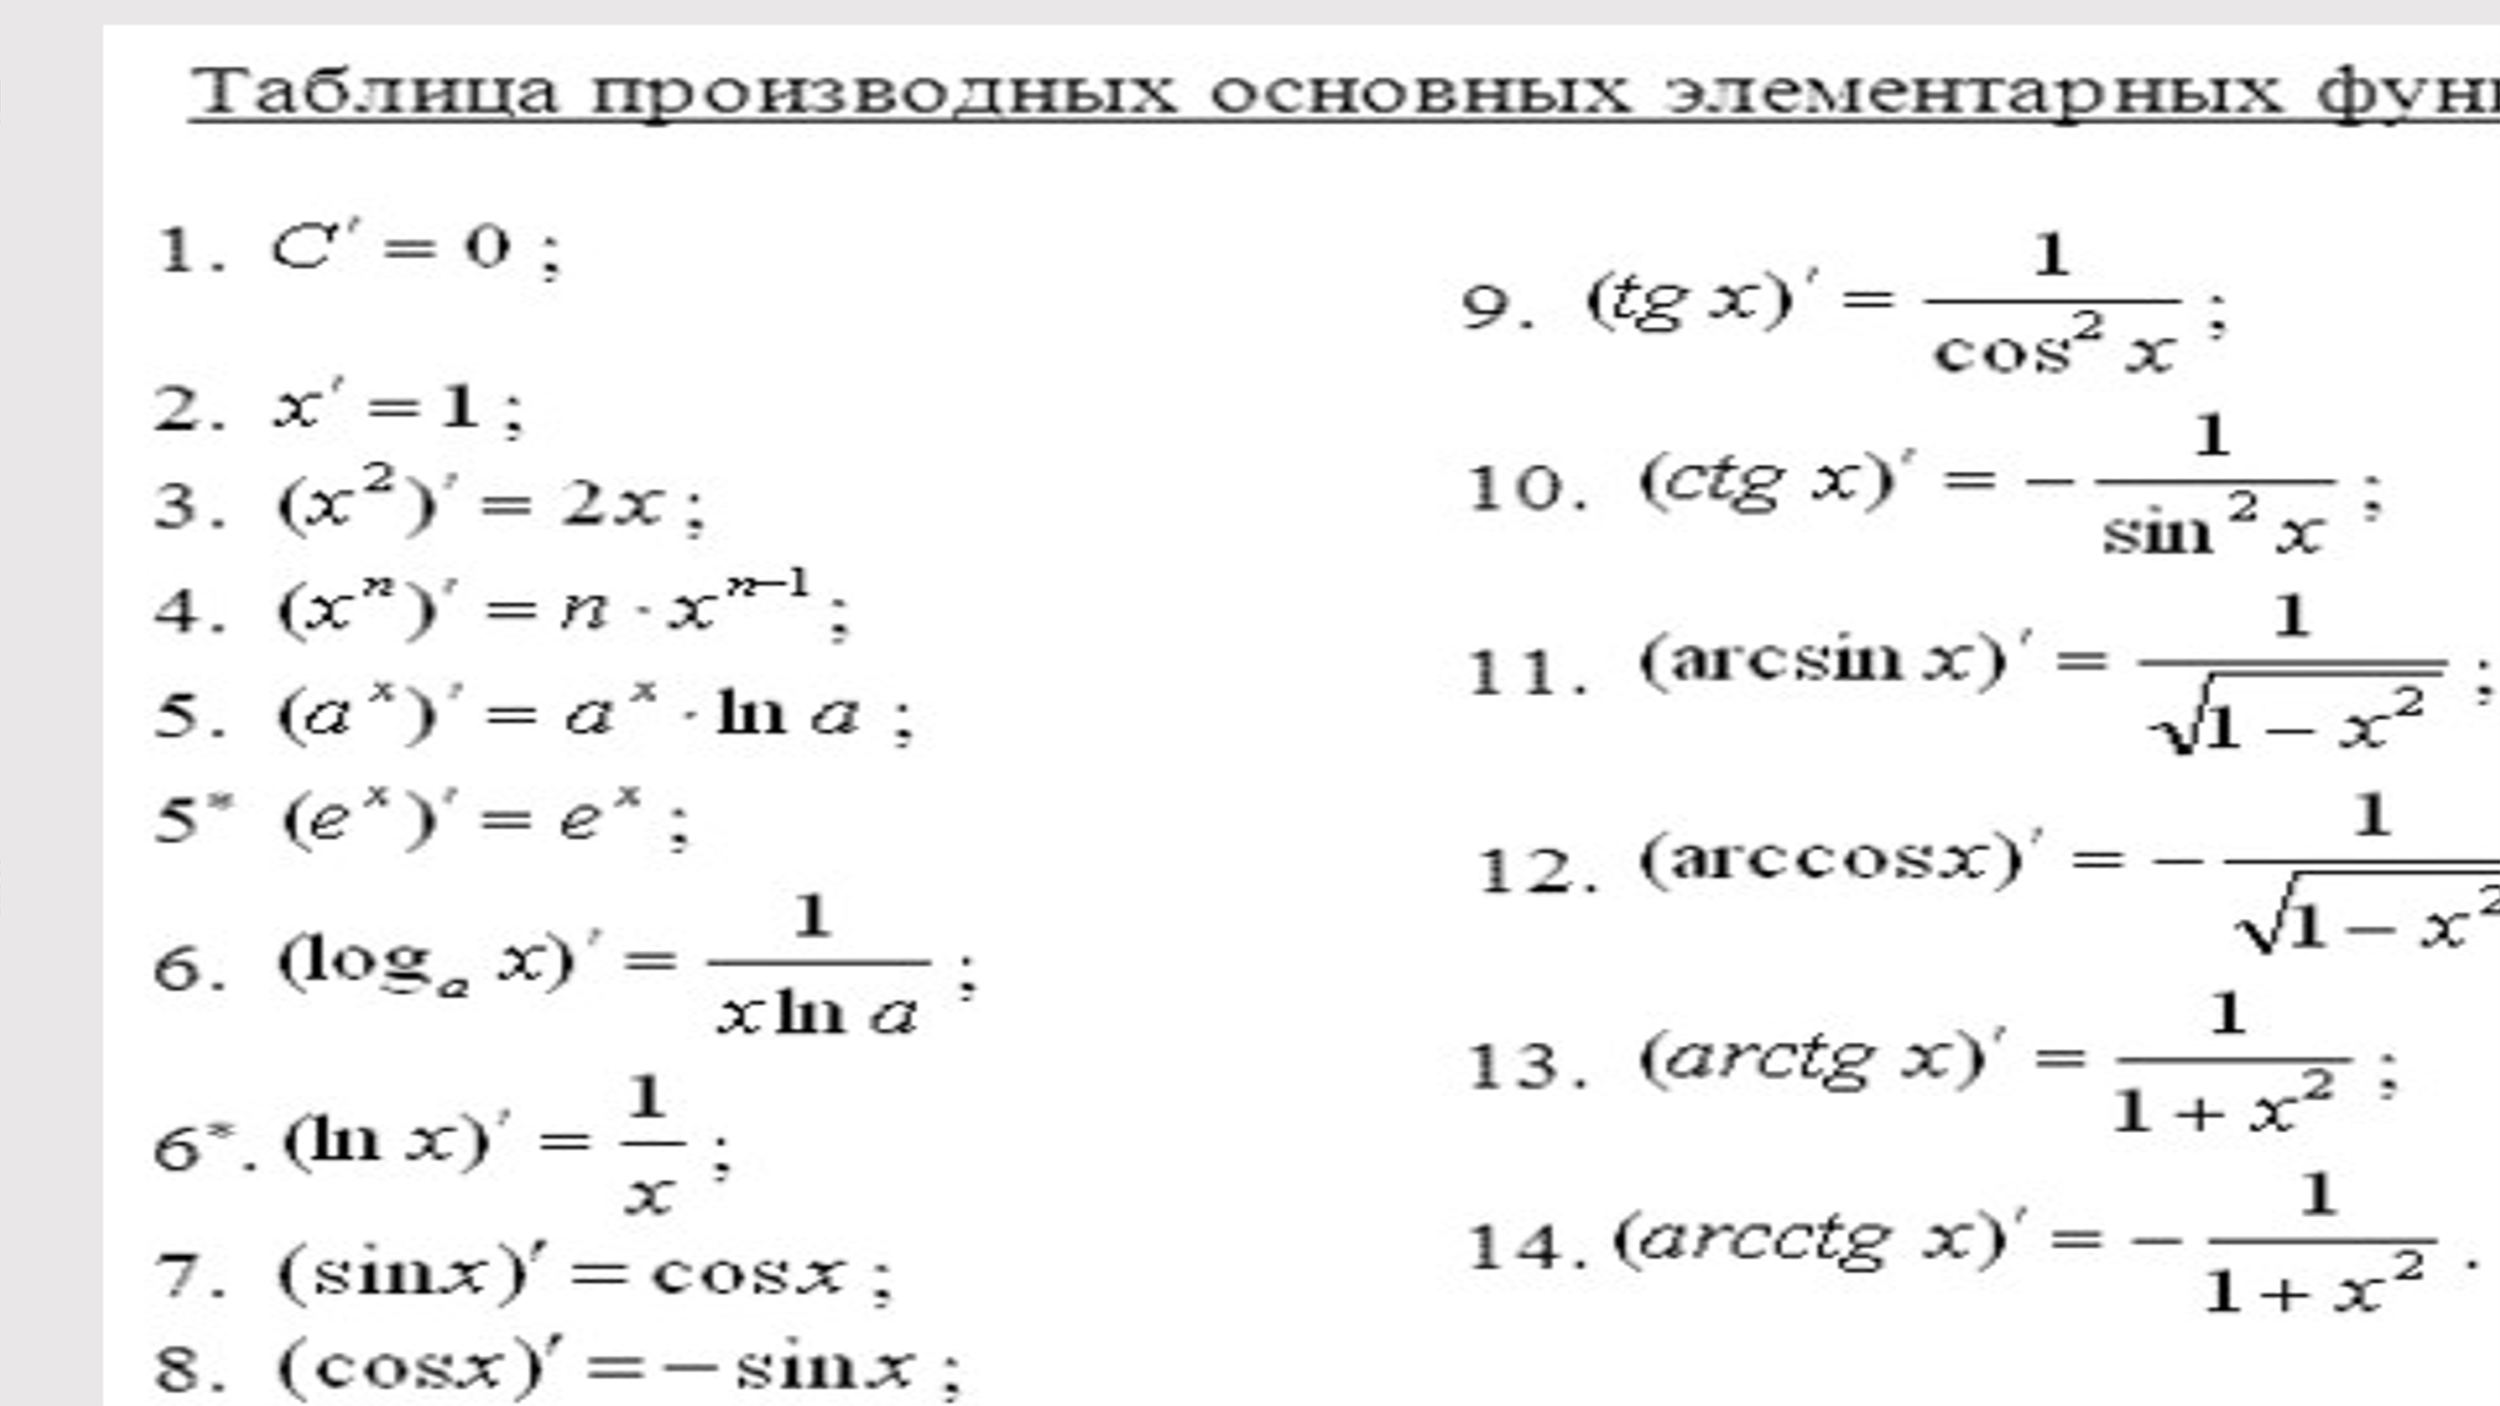 Таблица производных основных элементарных
1. C′ = 0 ;
2. x′ = 1 ;
3. (x²)′ = 2x ;
4. (xⁿ)′ = n · xⁿ⁻¹ ;
5. (aˣ)′ = aˣ · ln a ;
5* (eˣ)′ = eˣ ;
6. (logₐ x)′ = 1 / (x ln a) ;
6*. (ln x)′ = 1 / x ;
7. (sin x)′ = cos x ;
8. (cos x)′ = − sin x ;
9. (tg x)′ = 1 / cos² x ;
10. (ctg x)′ = − 1 / sin² x ;
11. (arcsin x)′ = 1 / √(1 − x²) ;
12. (arccos x)′ = − 1 / √(1 − x²)
13. (arctg x)′ = 1 / (1 + x²) ;
14. (arcctg x)′ = − 1 / (1 + x²) .